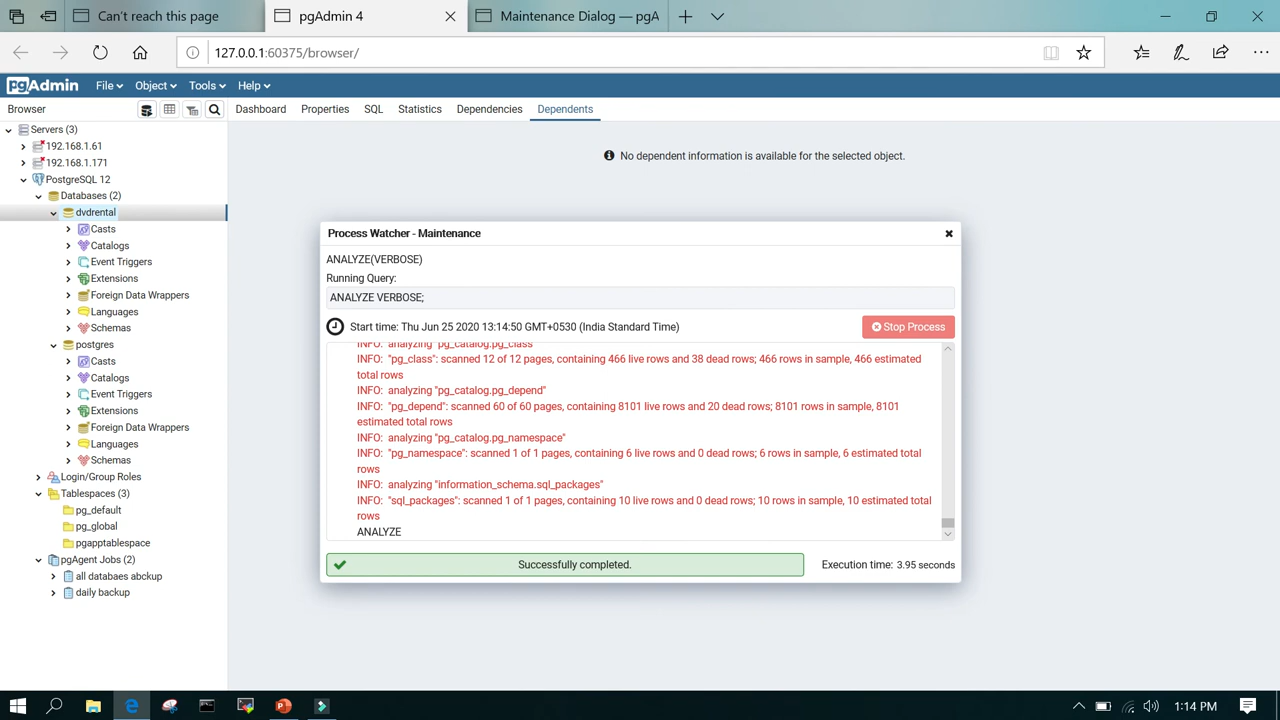 Can't reach this page
pgAdmin 4
Maintenance Dialog — pgA
127.0.0.1:60375/browser/
pgAdmin File Object Tools Help
Browser
Dashboard Properties SQL Statistics Dependencies Dependents
Servers (3)
192.168.1.61
192.168.1.171
PostgreSQL 12
Databases (2)
dvdrental
Casts
Catalogs
Event Triggers
Extensions
Foreign Data Wrappers
Languages
Schemas
postgres
Casts
Catalogs
Event Triggers
Extensions
Foreign Data Wrappers
Languages
Schemas
Login/Group Roles
Tablespaces (3)
pg_default
pg_global
pgapptablespace
pgAgent Jobs (2)
all databaes abckup
daily backup
No dependent information is available for the selected object.
Process Watcher - Maintenance
ANALYZE(VERBOSE)
Running Query:
ANALYZE VERBOSE;
Start time: Thu Jun 25 2020 13:14:50 GMT+0530 (India Standard Time)
Stop Process
INFO: analyzing "pg_catalog.pg_class"
INFO: "pg_class": scanned 12 of 12 pages, containing 466 live rows and 38 dead rows; 466 rows in sample, 466 estimated
total rows
INFO: analyzing "pg_catalog.pg_depend"
INFO: "pg_depend": scanned 60 of 60 pages, containing 8101 live rows and 20 dead rows; 8101 rows in sample, 8101
estimated total rows
INFO: analyzing "pg_catalog.pg_namespace"
INFO: "pg_namespace": scanned 1 of 1 pages, containing 6 live rows and 0 dead rows; 6 rows in sample, 6 estimated total
rows
INFO: analyzing "information_schema.sql_packages"
INFO: "sql_packages": scanned 1 of 1 pages, containing 10 live rows and 0 dead rows; 10 rows in sample, 10 estimated total
rows
ANALYZE
Successfully completed.
Execution time: 3.95 seconds
1:14 PM